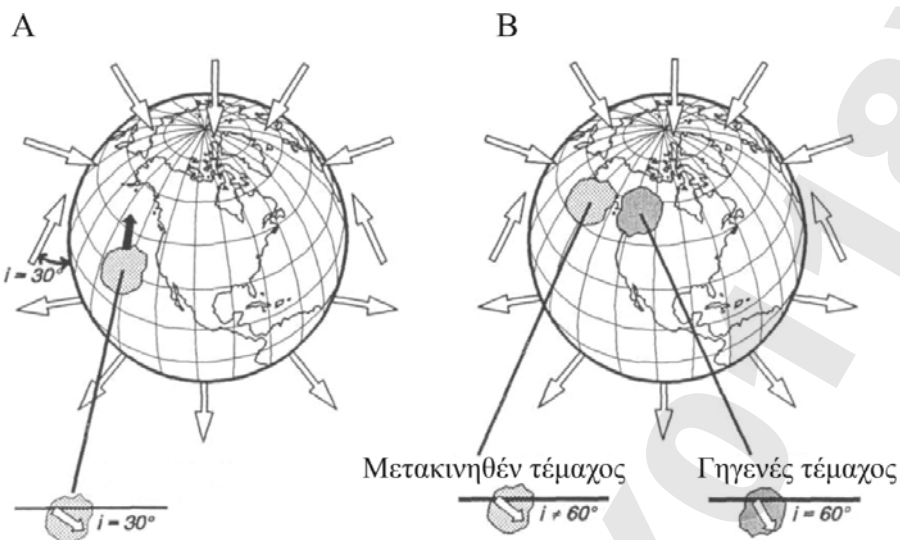 A
B
i = 30°
Μετακινηθέν τέμαχος
Γηγενές τέμαχος
i = 30°
i ≠ 60°
i = 60°